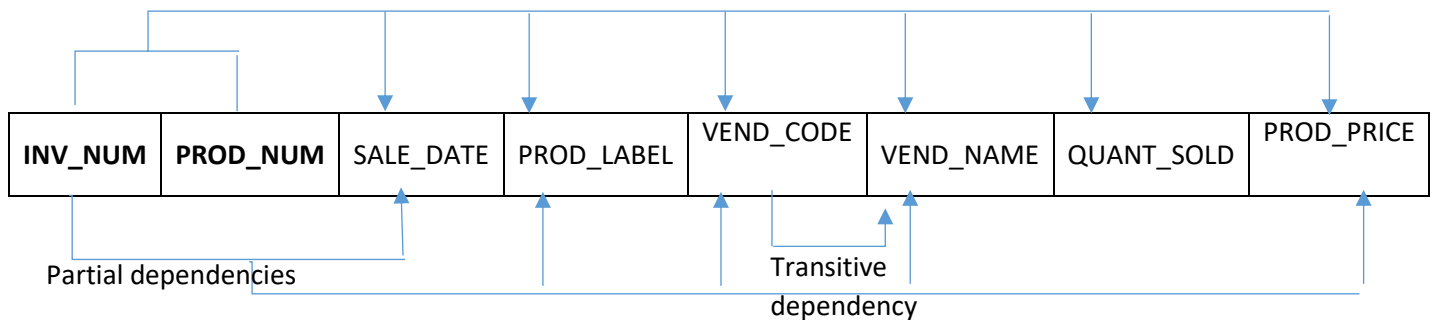 INV_NUM PROD_NUM SALE_DATE PROD_LABEL VEND_CODE VEND_NAME QUANT_SOLD PROD_PRICE
Partial dependencies
Transitive
dependency